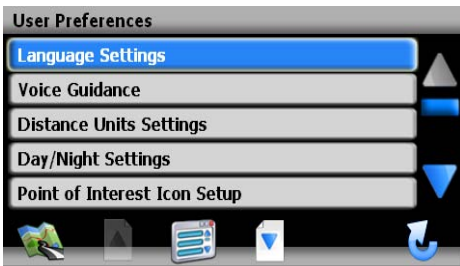 User Preferences
Language Settings
Voice Guidance
Distance Units Settings
Day/Night Settings
Point of Interest Icon Setup